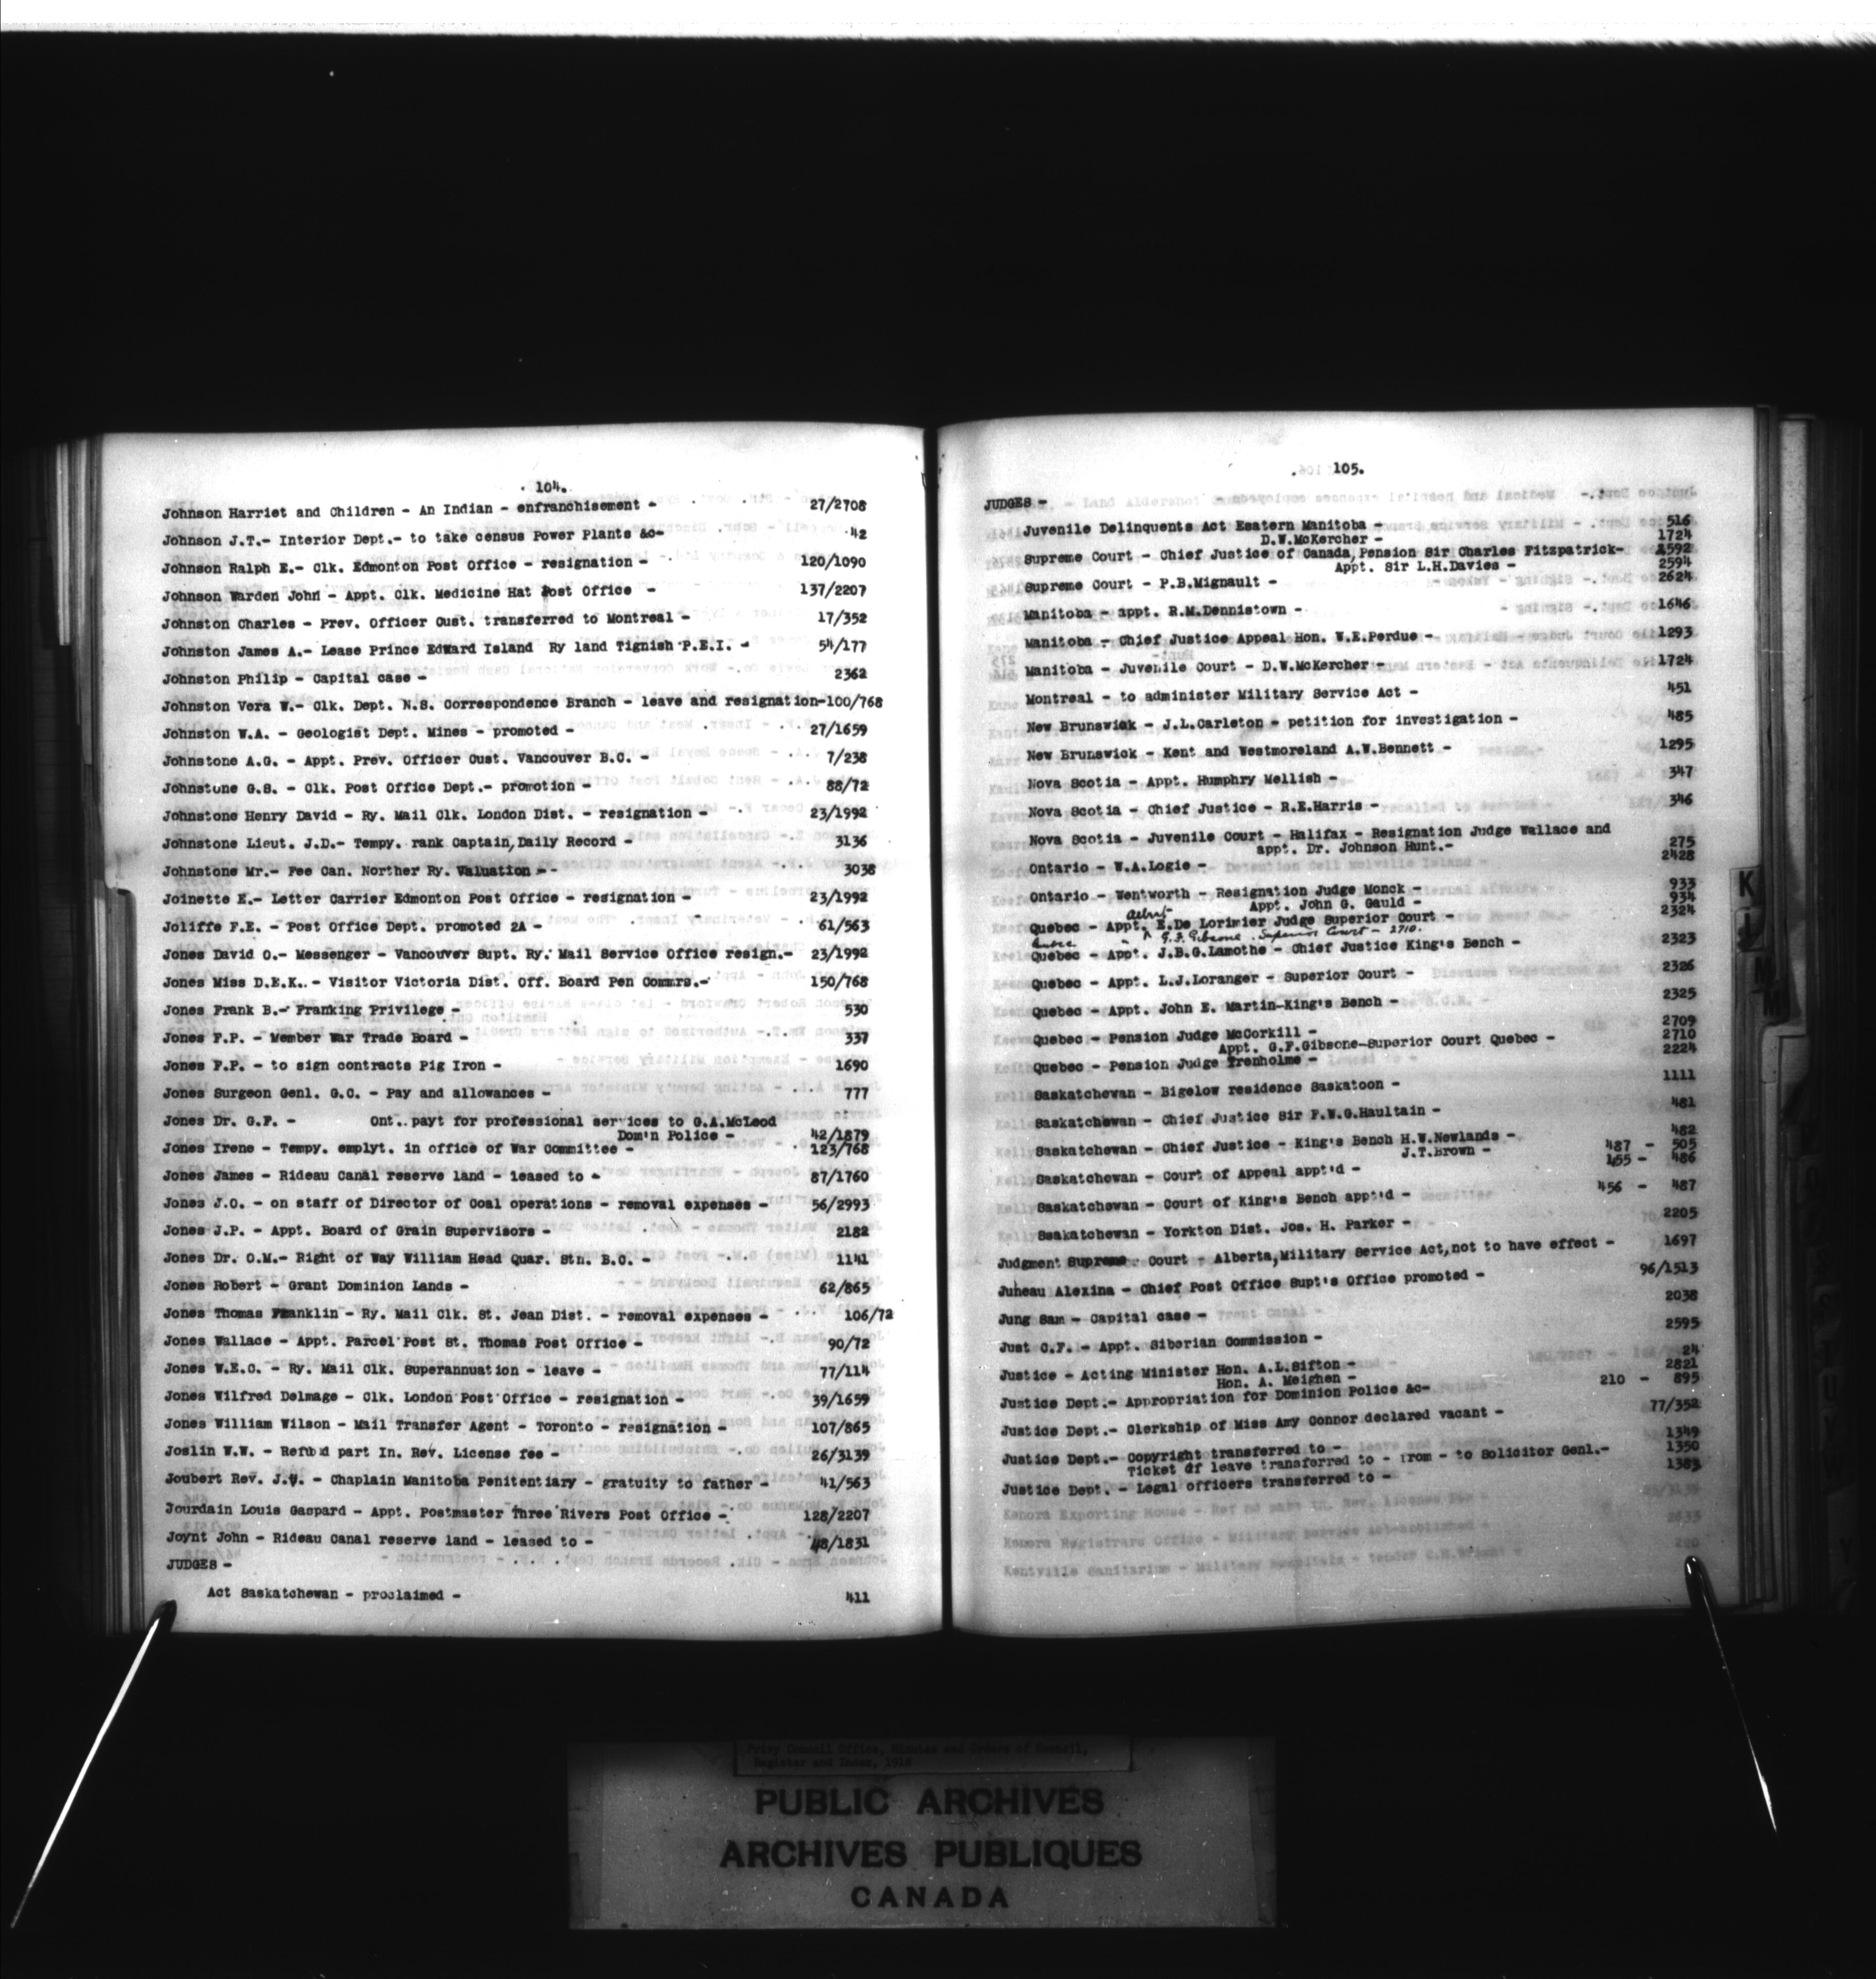 104.
Johnson Harriet and Children - An Indian - enfranchisement - 27/2708
Johnson J.T.- Interior Dept.- to take census Power Plants &c- 42
Johnson Ralph E.- Clk. Edmonton Post Office - resignation - 120/1090
Johnson Warden John - Appt. Clk. Medicine Hat Post Office - 137/2207
Johnston Charles - Prev. Officer Cust. transferred to Montreal - 17/352
Johnston James A.- Lease Prince Edward Island Ry land Tignish P.E.I. - 54/177
Johnston Philip - Capital case - 2362
Johnston Vera W.- Clk. Dept. N.S. Correspondence Branch - leave and resignation-100/768
Johnston W.A. - Geologist Dept. Mines - promoted - 27/1659
Johnstone A.G. - Appt. Prev. Officer Cust. Vancouver B.C. - 7/238
Johnstone G.S. - Clk. Post Office Dept.- promotion - 88/72
Johnstone Henry David - Ry. Mail Clk. London Dist. - resignation - 23/1992
Johnstone Lieut. J.D.- Tempy. rank Captain, Daily Record - 3136
Johnstone Mr.- Fee Can. Norther Ry. Valuation - - 3038
Joinette E.- Letter Carrier Edmonton Post Office - resignation - 23/1992
Joliffe F.E. - Post Office Dept. promoted 2A - 61/563
Jones David O.- Messenger - Vancouver Supt. Ry. Mail Service Office resign.- 23/1992
Jones Miss D.E.K.. - Visitor Victoria Dist. Off. Board Pen Commrs.- 150/768
Jones Frank B.- Franking Privilege - 530
Jones F.P. - Member War Trade Board - 337
Jones F.P. - to sign contracts Pig Iron - 1690
Jones Surgeon Genl. G.C. - Pay and allowances - 777
Jones Dr. G.F. - Ont.. payt for professional services to G.A.McLeod
Dom'n Police - 42/1879
Jones Irene - Tempy. emplyt. in office of War Committee - 123/768
Jones James - Rideau Canal reserve land - leased to - 87/1760
Jones J.O. - on staff of Director of Coal operations - removal expenses - 56/2993
Jones J.P. - Appt. Board of Grain Supervisors - 2182
Jones Dr. O.M.- Right of Way William Head Quar. Stn. B.C. - 1141
Jones Robert - Grant Dominion Lands - 62/865
Jones Thomas Franklin - Ry. Mail Clk. St. Jean Dist. - removal expenses - 106/72
Jones Wallace - Appt. Parcel Post St. Thomas Post Office - 90/72
Jones W.E.C. - Ry. Mail Clk. Superannuation - leave - 77/114
Jones Wilfred Delmage - Clk. London Post Office - resignation - 39/1659
Jones William Wilson - Mail Transfer Agent - Toronto - resignation - 107/865
Joslin W.W. - Refund part In. Rev. License fee - 26/3139
Joubert Rev. J.V. - Chaplain Manitoba Penitentiary - gratuity to father - 41/563
Jourdain Louis Gaspard - Appt. Postmaster Three Rivers Post Office - 128/2207
Joynt John - Rideau Canal reserve land - leased to - 48/1831
JUDGES -
Act Saskatchewan - proclaimed - 411
105.
JUDGES -
Juvenile Delinquents Act Eeatern Manitoba - 516
D.W.McKercher - 1724
Supreme Court - Chief Justice of Canada, Pension Sir Charles Fitzpatrick- 2592
Appt. Sir L.H.Davies - 2594
Supreme Court - P.B.Mignault - 2624
Manitoba - appt. R.M.Dennistown - 1646
Manitoba - Chief Justice Appeal Hon. W.E.Perdue - 1293
Manitoba - Juvenile Court - D.W.McKercher - 1724
Montreal - to administer Military Service Act - 451
New Brunswick - J.L.Carleton - petition for investigation - 485
New Brunswick - Kent and Westmoreland A.W.Bennett - 1295
Nova Scotia - Appt. Humphry Mellish - 347
Nova Scotia - Chief Justice - R.E.Harris - 346
Nova Scotia - Juvenile Court - Halifax - Resignation Judge Wallace and
appt. Dr. Johnson Hunt.- 275
Ontario - W.A.Logie - 2428
Ontario - Wentworth - Resignation Judge Monck - 933
Appt. John G. Gauld - 934
Quebec - Appt. E.De Lorimier Judge Superior Court - 2324
" G.F. Gibsone. Superior Court - 2710.
Quebec - Appt. J.B.G.Lamothe - Chief Justice King's Bench - 2323
Quebec - Appt. L.J.Loranger - Superior Court - 2326
Quebec - Appt. John E. Martin-King's Bench - 2325
Quebec - Pension Judge McCorkill - 2709
Appt. G.F.Gibsone-Superior Court Quebec - 2710
Quebec - Pension Judge Trenholme - 2224
Saskatchewan - Bigelow residence Saskatoon - 1111
Saskatchewan - Chief Justice Sir F.W.G.Haultain - 481
Saskatchewan - Chief Justice - King's Bench H.W.Newlands - 482
J.T.Brown - 487 - 505
Saskatchewan - Court of Appeal appt'd - 155 - 486
Saskatchewan - Court of King's Bench appt'd - 456 - 487
Saskatchewan - Yorkton Dist. Jos. H. Parker - 2205
Judgment Supreme Court - Alberta, Military Service Act, not to have effect - 1697
Juneau Alexina - Chief Post Office Supt's Office promoted - 96/1513
Jung Sam - Capital case - 2038
Just C.F. - Appt. Siberian Commission - 2595
Justice - Acting Minister Hon. A.L.Sifton - 24
Hon. A. Meighen - 2821
Justice Dept.- Appropriation for Dominion Police &c- 210 - 895
Justice Dept.- Clerkship of Miss Amy Connor declared vacant - 77/352
Justice Dept.- Copyright transferred to - 1349
Ticket of leave transferred to - from - to Solicitor Genl.- 1350
Justice Dept. - Legal officers transferred to - 1383
K
Privy Council Office, Minutes and Orders of Council,
Register and Index, 1918
PUBLIC ARCHIVES
ARCHIVES PUBLIQUES
CANADA